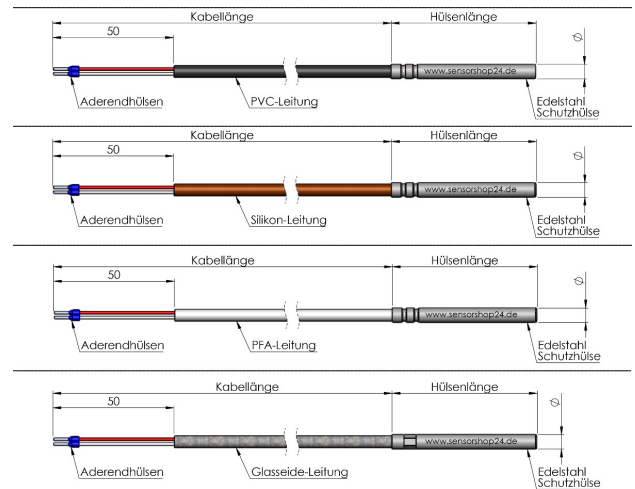 Kabellänge Hülsenlänge
50 Ø
www.sensorshop24.de
Aderendhülsen PVC-Leitung Edelstahl
Schutzhülse
Kabellänge Hülsenlänge
50 Ø
www.sensorshop24.de
Aderendhülsen Silikon-Leitung Edelstahl
Schutzhülse
Kabellänge Hülsenlänge
50 Ø
www.sensorshop24.de
Aderendhülsen PFA-Leitung Edelstahl
Schutzhülse
Kabellänge Hülsenlänge
50 Ø
www.sensorshop24.de
Aderendhülsen Glasseide-Leitung Edelstahl
Schutzhülse